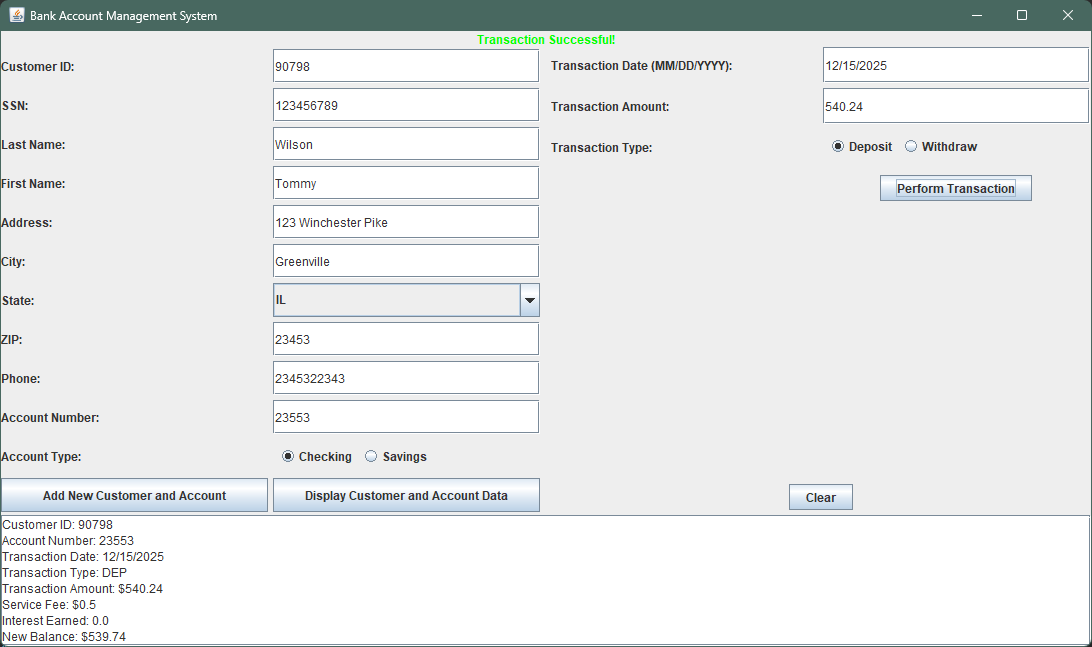 Bank Account Management System
Transaction Successful!
Customer ID: 90798
SSN: 123456789
Last Name: Wilson
First Name: Tommy
Address: 123 Winchester Pike
City: Greenville
State: IL
ZIP: 23453
Phone: 2345322343
Account Number: 23553
Account Type: Checking Savings
Transaction Date (MM/DD/YYYY): 12/15/2025
Transaction Amount: 540.24
Transaction Type: Deposit Withdraw
Perform Transaction
Add New Customer and Account Display Customer and Account Data Clear
Customer ID: 90798
Account Number: 23553
Transaction Date: 12/15/2025
Transaction Type: DEP
Transaction Amount: $540.24
Service Fee: $0.5
Interest Earned: 0.0
New Balance: $539.74